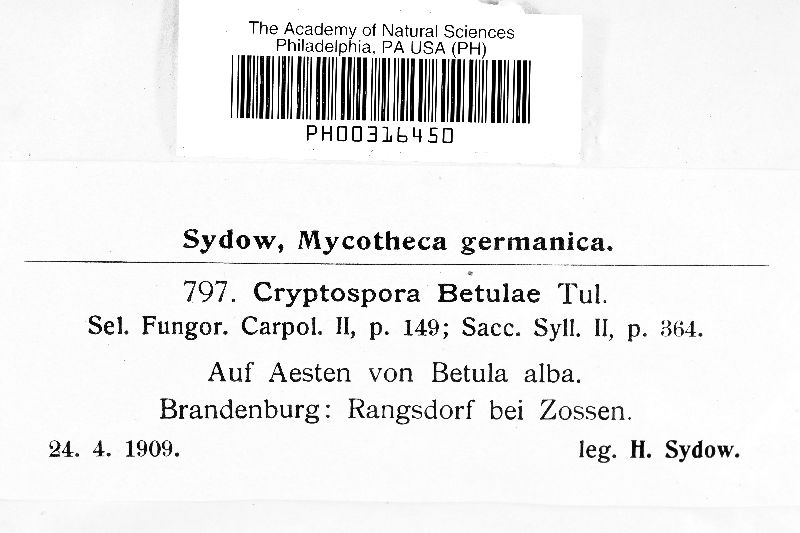 The Academy of Natural Sciences
Philadelphia, PA USA (PH)
PH00316450
Sydow, Mycotheca germanica.
797. Cryptospora Betulae Tul.
Sel. Fungor. Carpol. II, p. 149; Sacc. Syll. II, p. 364.
Auf Aesten von Betula alba.
Brandenburg: Rangsdorf bei Zossen.
24. 4. 1909. leg. H. Sydow.